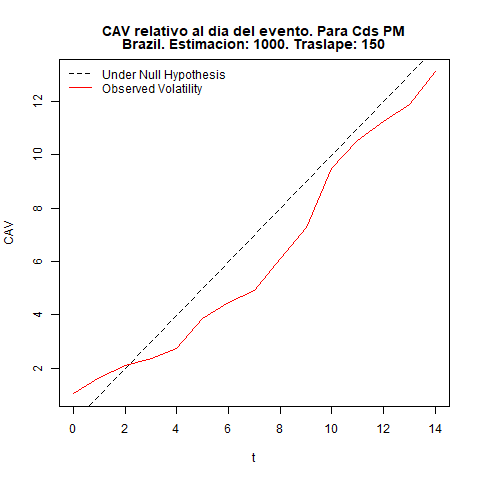 CAV relativo al dia del evento. Para Cds PM
Brazil. Estimacion: 1000. Traslape: 150
Under Null Hypothesis
Observed Volatility
12
10
8
6
4
2
CAV
0 2 4 6 8 10 12 14
t